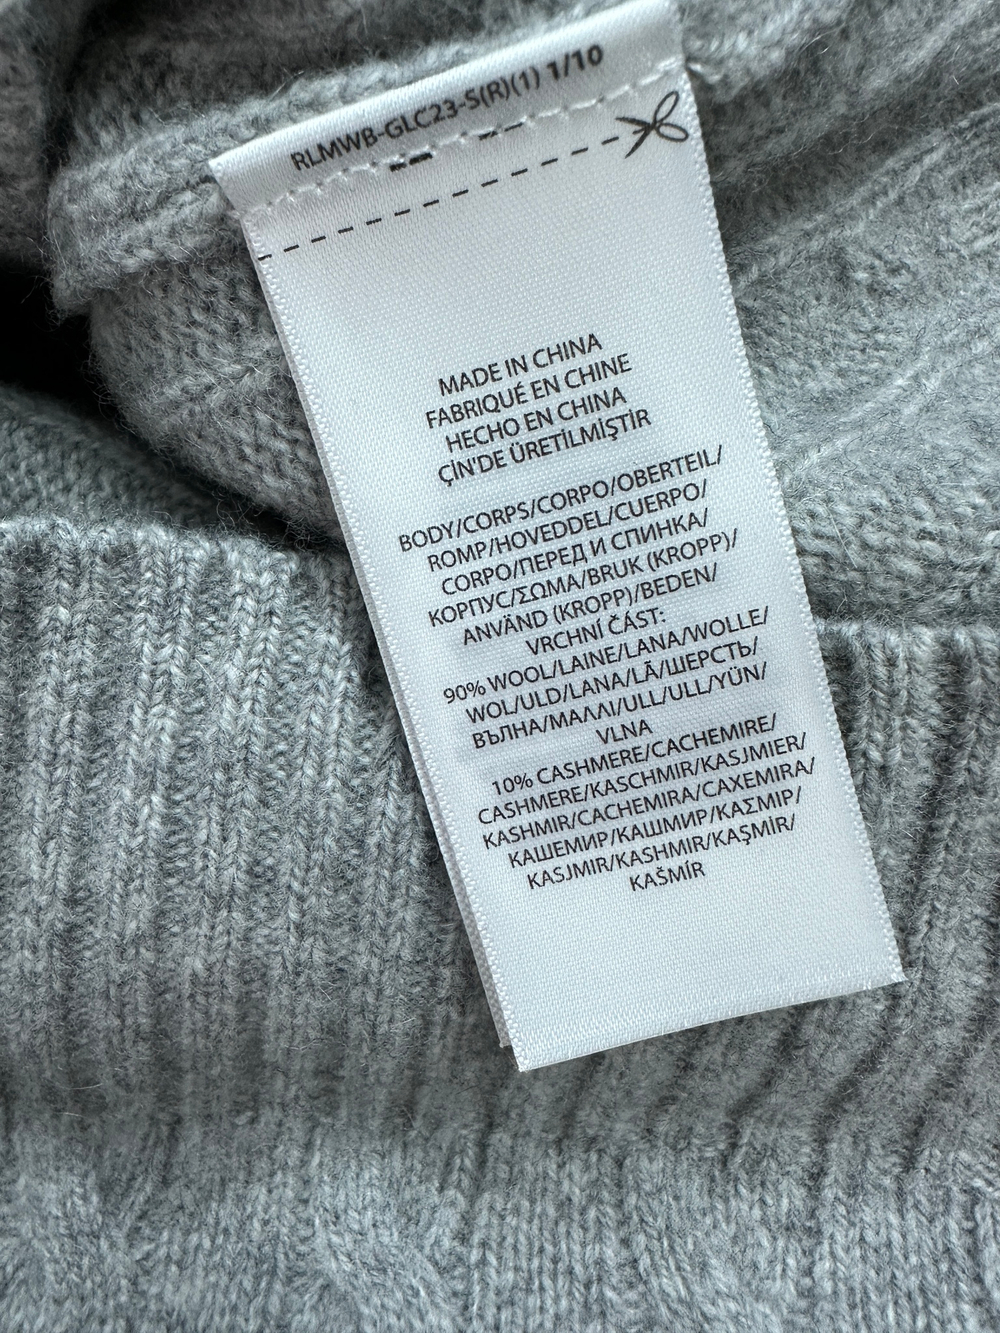 RLMWB-GLC23-S(R)(1) 1/10
MADE IN CHINA
FABRIQUÉ EN CHINE
HECHO EN CHINA
ÇİN'DE ÜRETİLMİŞTİR
BODY/CORPS/CORPO/OBERTEIL/
ROMP/HOVEDDEL/CUERPO/
CORPO/ПЕРЕД И СПИНКА/
КОРПУС/ΣΩΜΑ/BRUK (KROPP)/
ANVÄND (KROPP)/BEDEN/
VRCHNÍ ČÁST:
90% WOOL/LAINE/LANA/WOLLE/
WOL/ULD/LANA/LÃ/ШЕРСТЬ/
ВЪЛНА/ΜΑΛΛΙ/ULL/ULL/YÜN/
VLNA
10% CASHMERE/CACHEMIRE/
CASHMERE/KASCHMIR/KASJMIER/
KASHMIR/CACHEMIRA/CAXEMIRA/
КАШЕМИР/КАШМИР/ΚΑΣΜΙΡ/
KASJMIR/KASHMIR/KAŞMİR/
KAŠMÍR